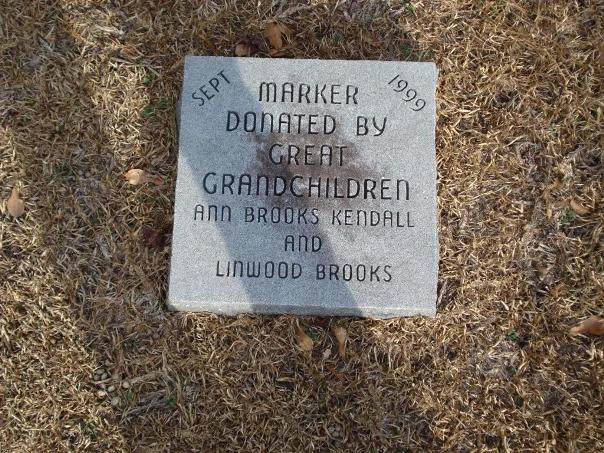 SEPT 1999
MARKER
DONATED BY
GREAT
GRANDCHILDREN
ANN BROOKS KENDALL
AND
LINWOOD BROOKS